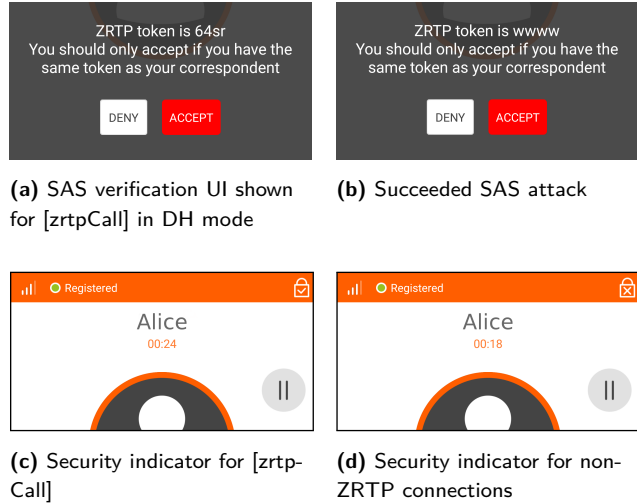 ZRTP token is 64sr
You should only accept if you have the
same token as your correspondent
DENY
ACCEPT
(a) SAS verification UI shown
for [zrtpCall] in DH mode
ZRTP token is wwww
You should only accept if you have the
same token as your correspondent
DENY
ACCEPT
(b) Succeeded SAS attack
Registered
Alice
00:24
(c) Security indicator for [zrtp-
Call]
Registered
Alice
00:18
(d) Security indicator for non-
ZRTP connections